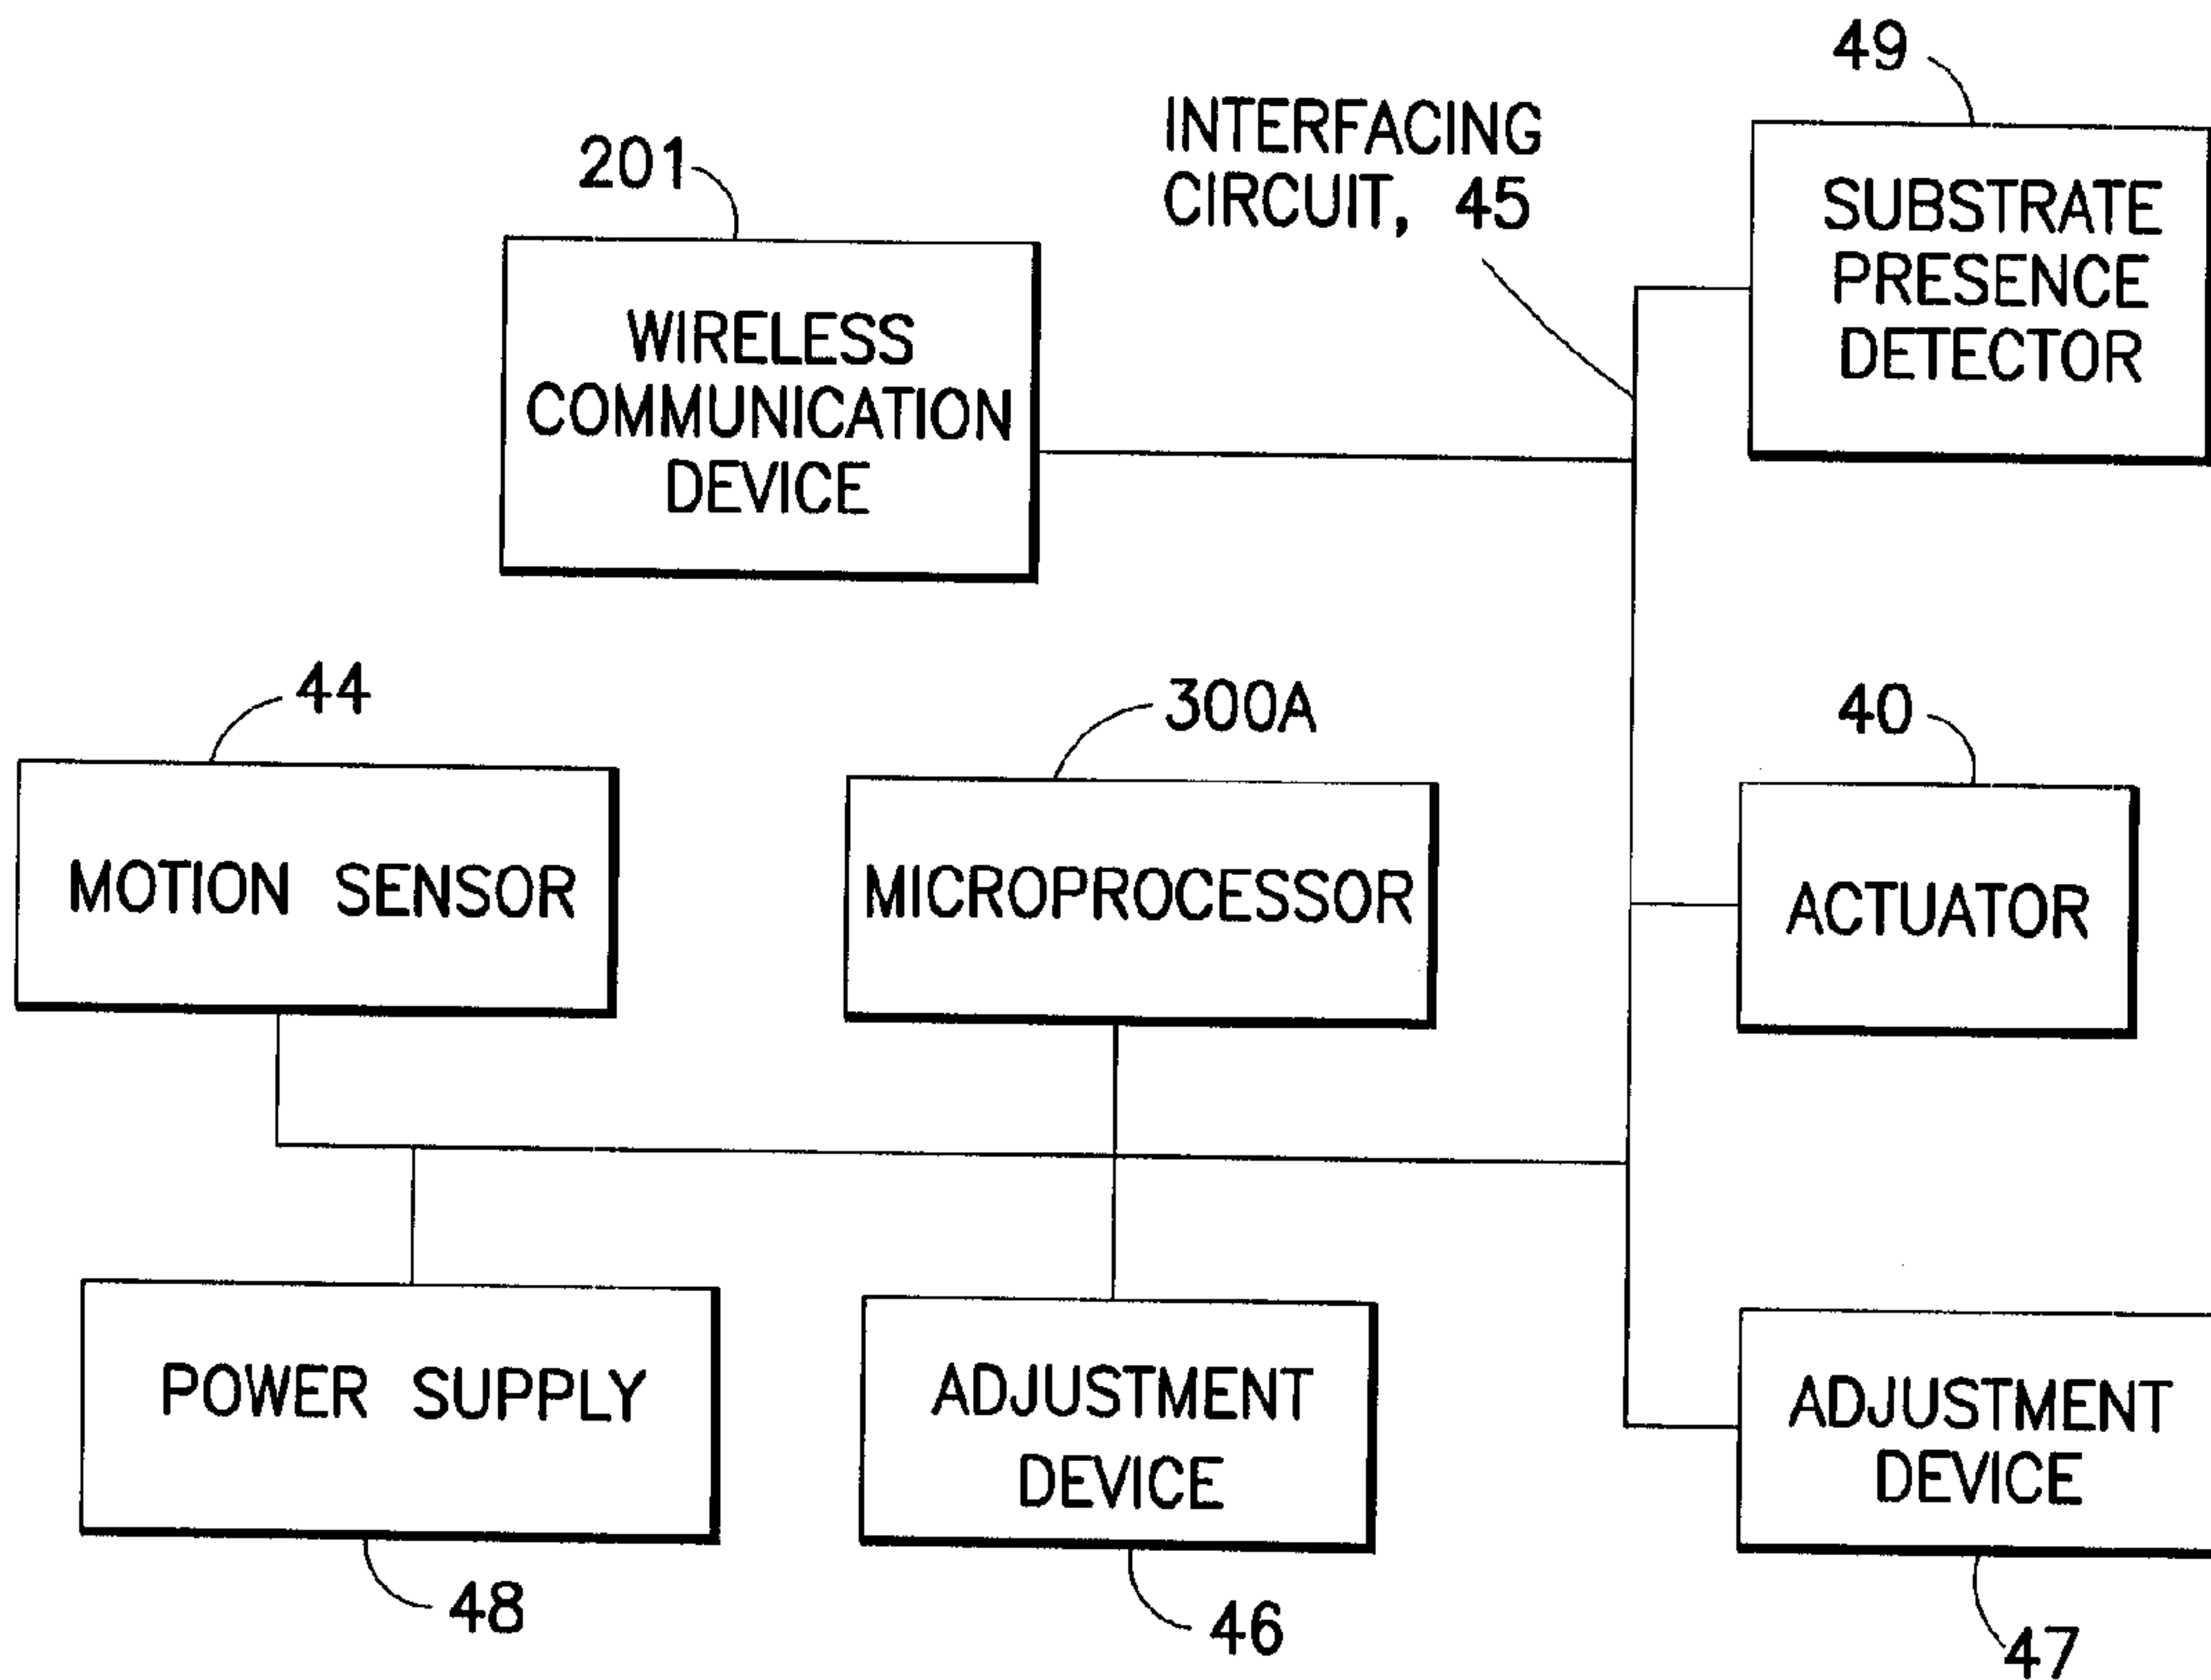 49
INTERFACING
CIRCUIT, 45
201
SUBSTRATE
PRESENCE
DETECTOR
WIRELESS
COMMUNICATION
DEVICE
44
300A
40
MOTION SENSOR
MICROPROCESSOR
ACTUATOR
POWER SUPPLY
ADJUSTMENT
DEVICE
ADJUSTMENT
DEVICE
48
46
47